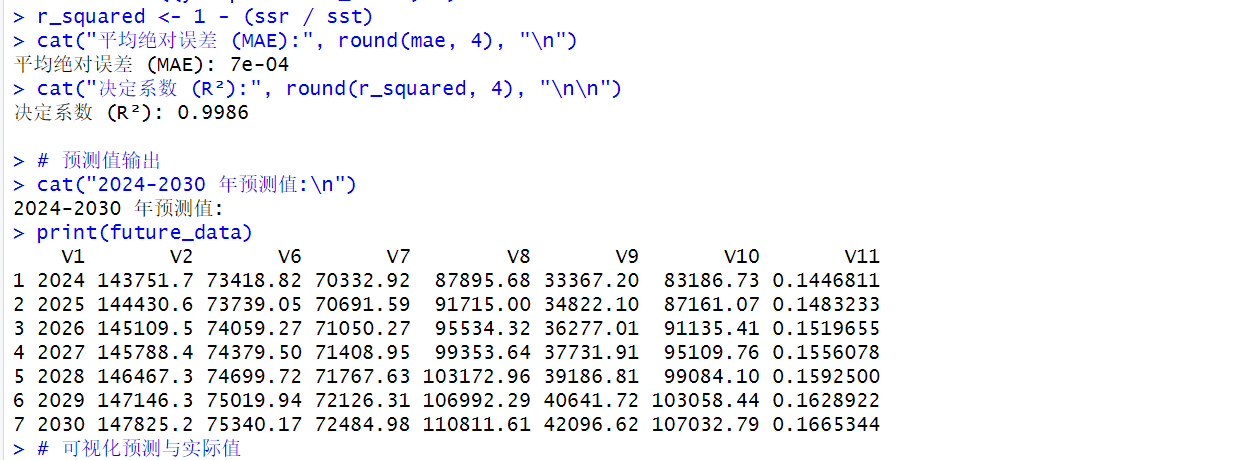 > r_squared <- 1 - (ssr / sst)
> cat("平均绝对误差 (MAE):", round(mae, 4), "\n")
平均绝对误差 (MAE): 7e-04
> cat("决定系数 (R²):", round(r_squared, 4), "\n\n")
决定系数 (R²): 0.9986
> # 预测值输出
> cat("2024-2030 年预测值:\n")
2024-2030 年预测值:
> print(future_data)
V1 V2 V6 V7 V8 V9 V10 V11
1 2024 143751.7 73418.82 70332.92 87895.68 33367.20 83186.73 0.1446811
2 2025 144430.6 73739.05 70691.59 91715.00 34822.10 87161.07 0.1483233
3 2026 145109.5 74059.27 71050.27 95534.32 36277.01 91135.41 0.1519655
4 2027 145788.4 74379.50 71408.95 99353.64 37731.91 95109.76 0.1556078
5 2028 146467.3 74699.72 71767.63 103172.96 39186.81 99084.10 0.1592500
6 2029 147146.3 75019.94 72126.31 106992.29 40641.72 103058.44 0.1628922
7 2030 147825.2 75340.17 72484.98 110811.61 42096.62 107032.79 0.1665344
> # 可视化预测与实际值